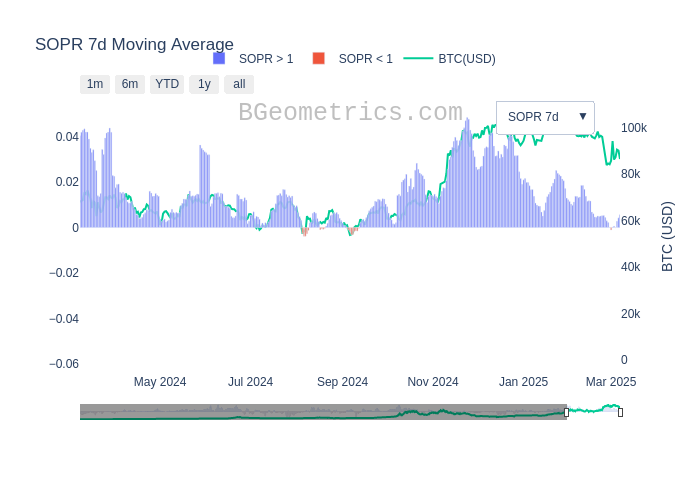 SOPR 7d Moving Average
SOPR > 1
SOPR < 1
BTC(USD)
1m
6m
YTD
1y
all
BGeometrics.com
SOPR 7d ▼
0.04
0.02
0
−0.02
−0.04
−0.06
100k
80k
60k
40k
20k
0
BTC (USD)
May 2024
Jul 2024
Sep 2024
Nov 2024
Jan 2025
Mar 2025